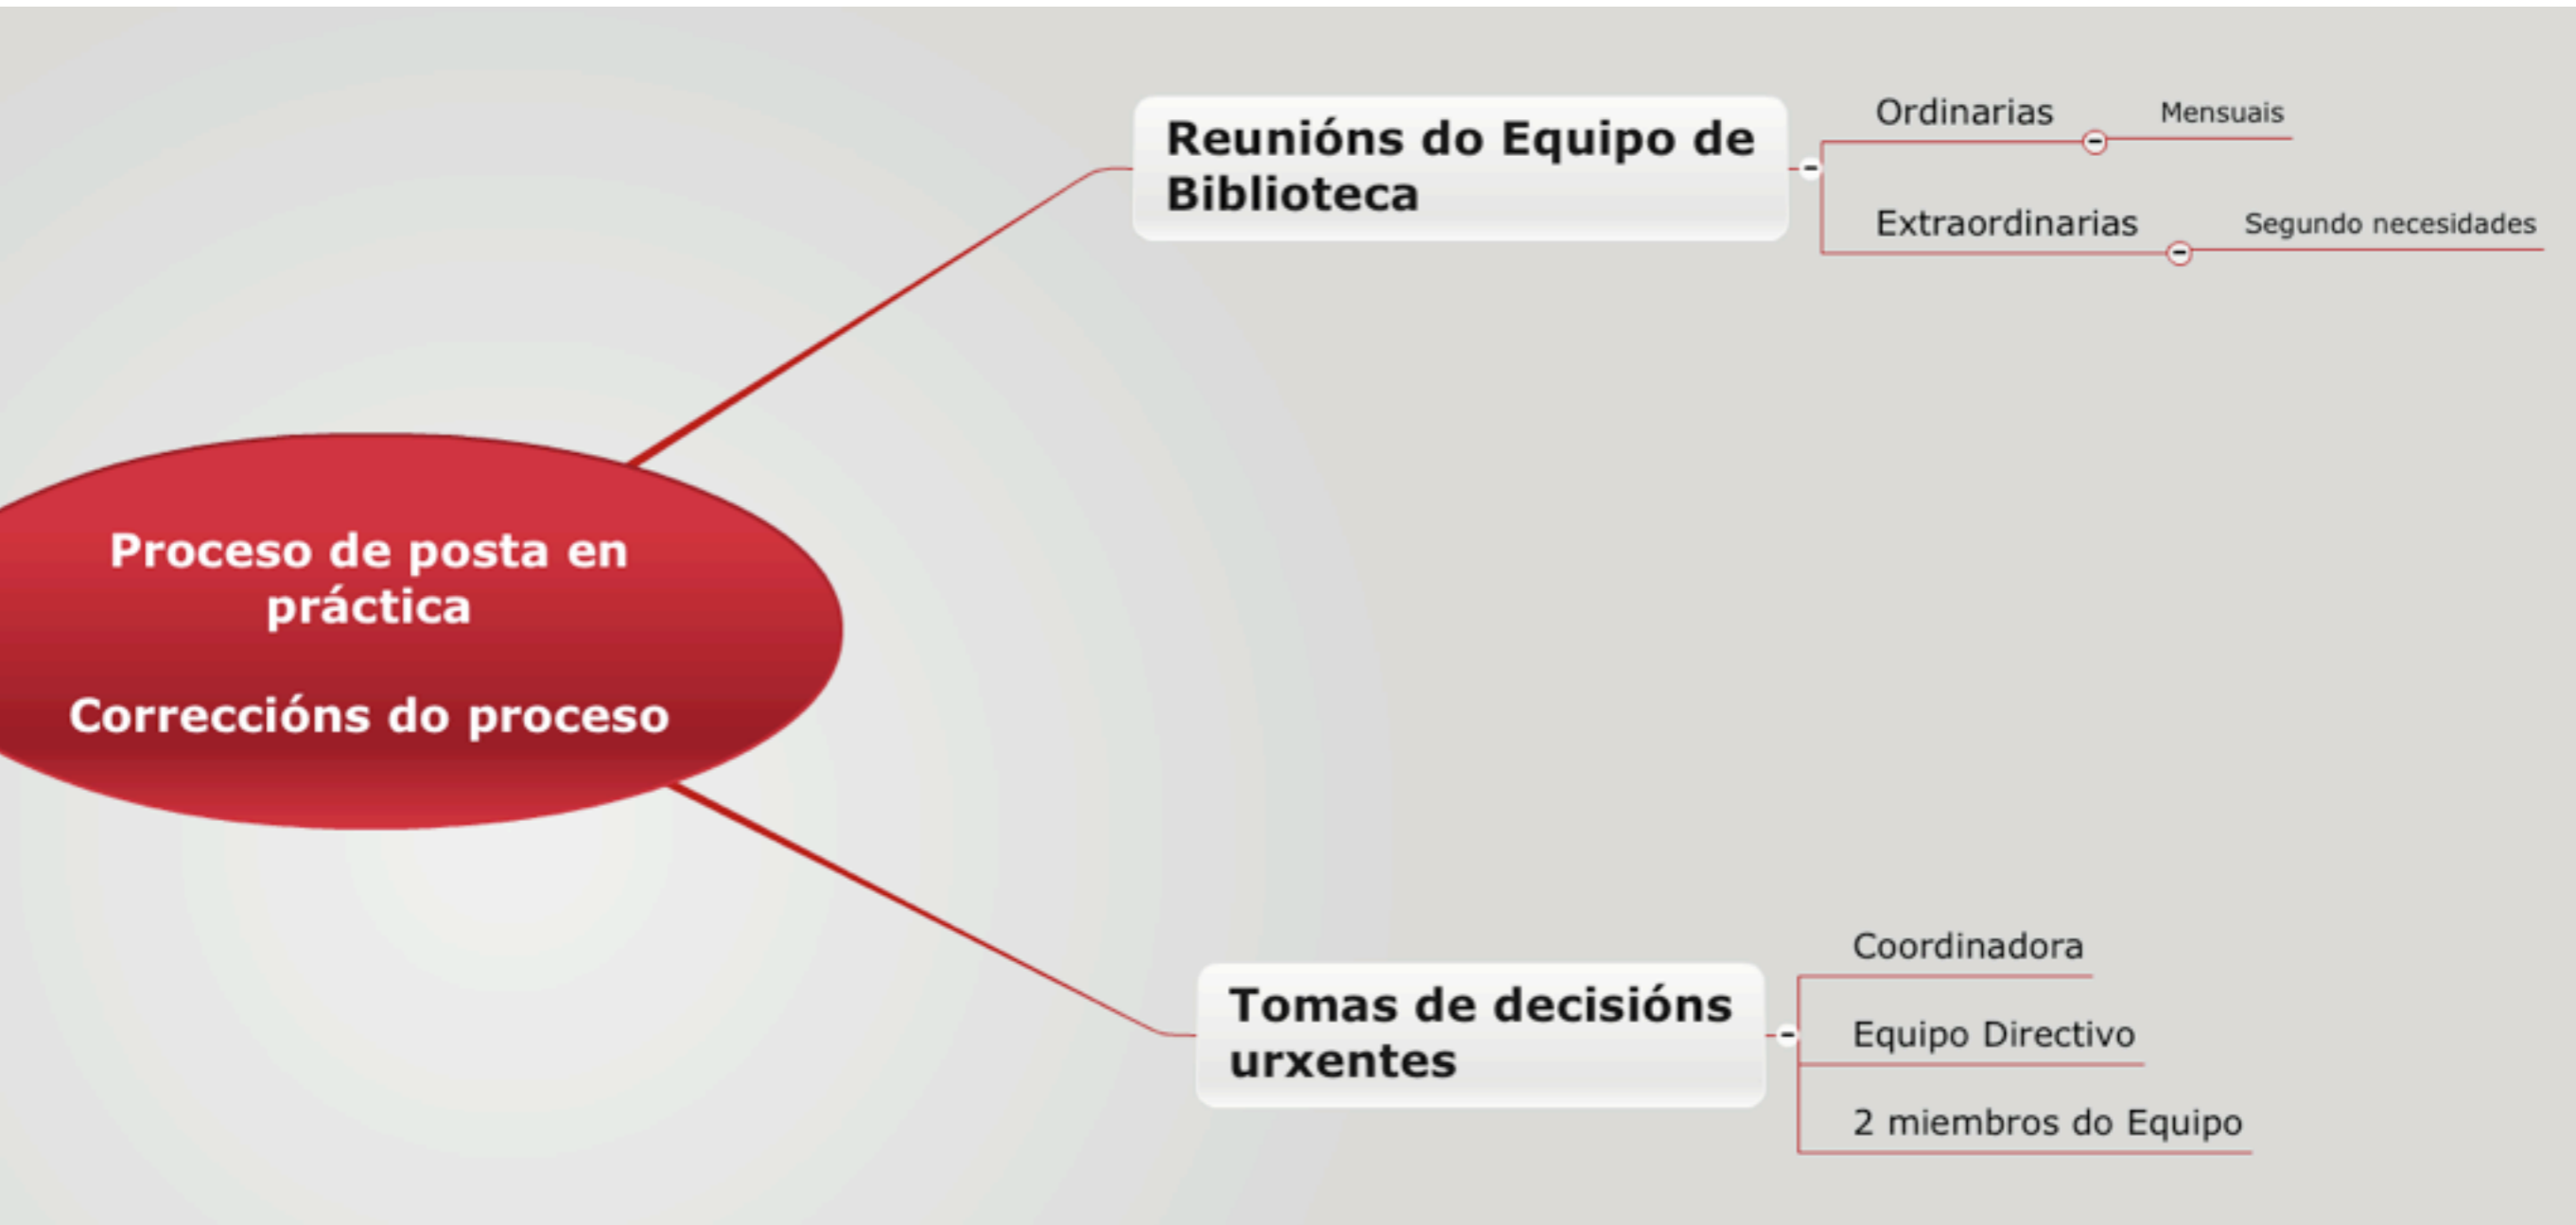 Proceso de posta en
práctica
Correccións do proceso
Reunións do Equipo de
Biblioteca
Ordinarias
Mensuais
Extraordinarias
Segundo necesidades
Tomas de decisións
urxentes
Coordinadora
Equipo Directivo
2 miembros do Equipo